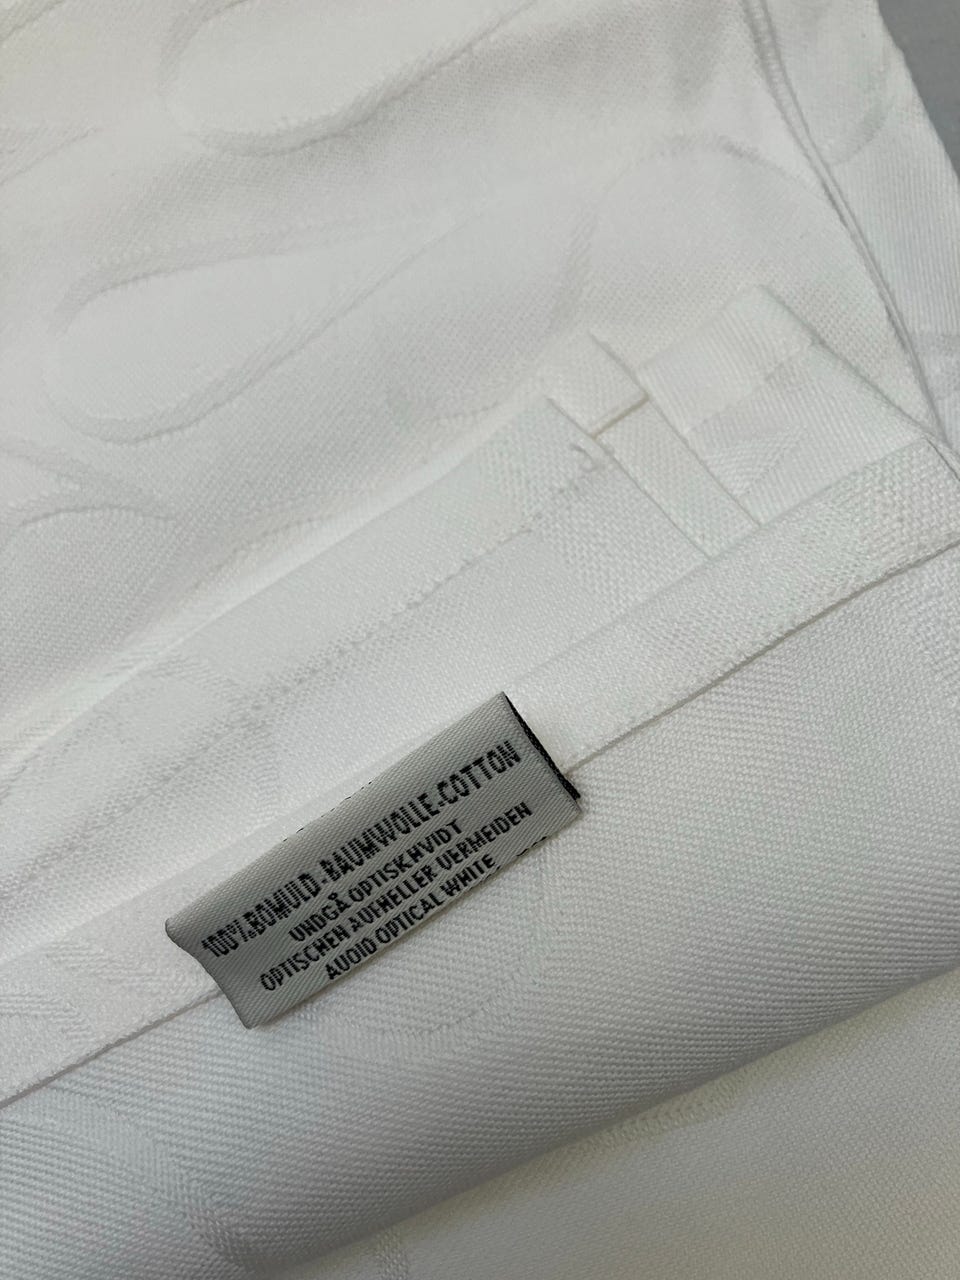 100% BOMULD-BAUMWOLLE-COTTON
UNDGÅ OPTISK HVIDT
OPTISCHEN AUFHELLER VERMEIDEN
AVOID OPTICAL WHITE